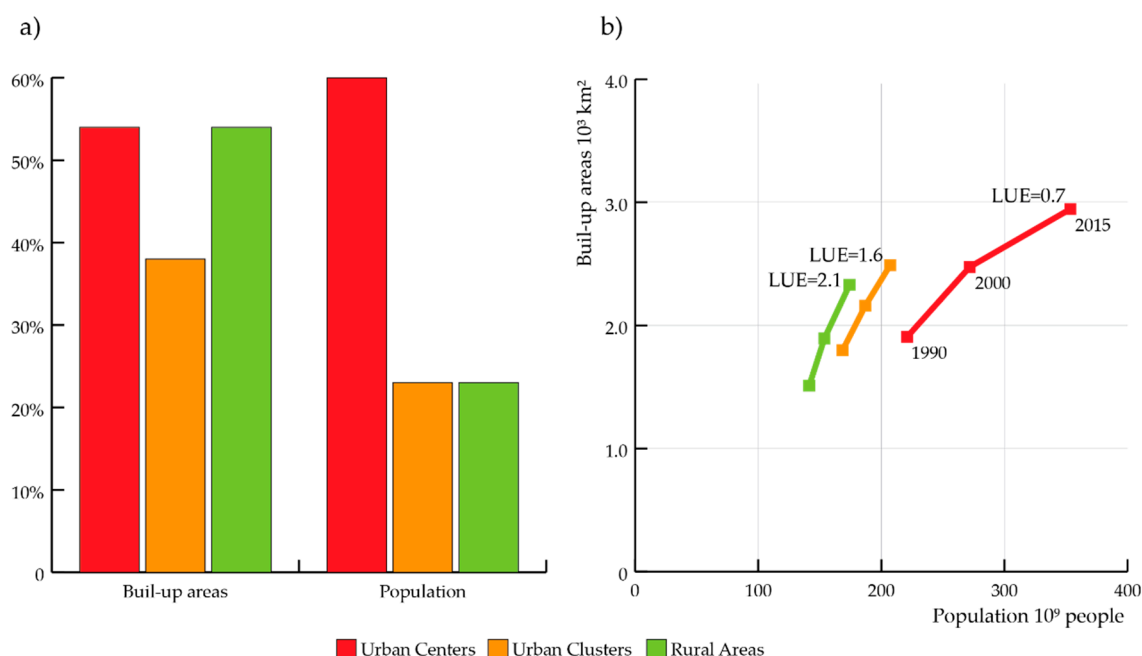 a)
60%
50%
40%
30%
20%
10%
0
Buil-up areas
Population
b)
Buil-up areas 10³ km²
4.0
3.0
2.0
1.0
0
LUE=0.7
2015
LUE=1.6
LUE=2.1
2000
1990
0
100
200
300
400
Population 10⁹ people
Urban Centers
Urban Clusters
Rural Areas